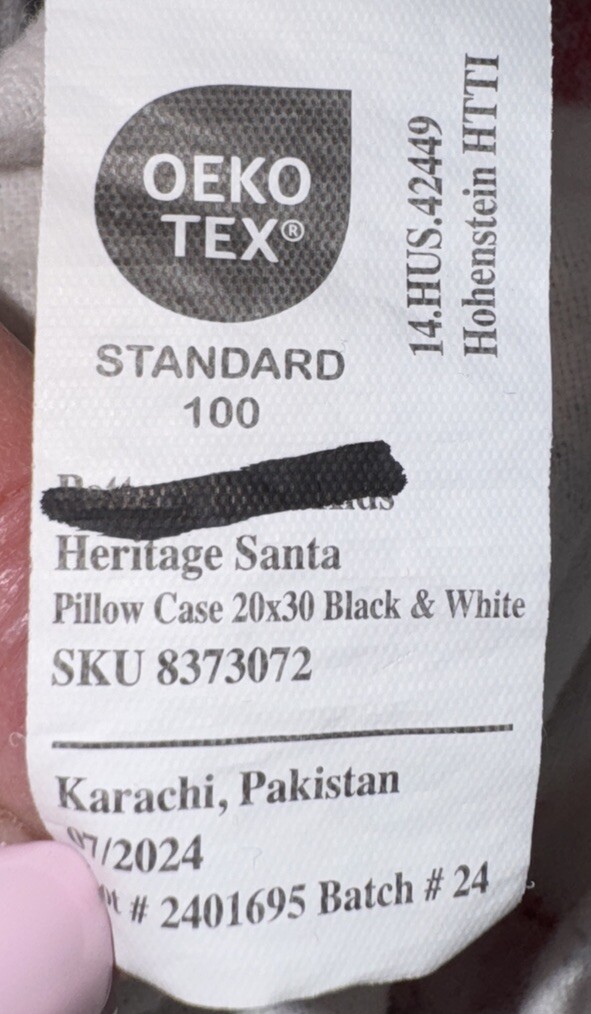 OEKO
TEX®
STANDARD
100
14.HUS.42449
Hohenstein HTTI
Heritage Santa
Pillow Case 20x30 Black & White
SKU 8373072
Karachi, Pakistan
07/2024
# 2401695 Batch # 24